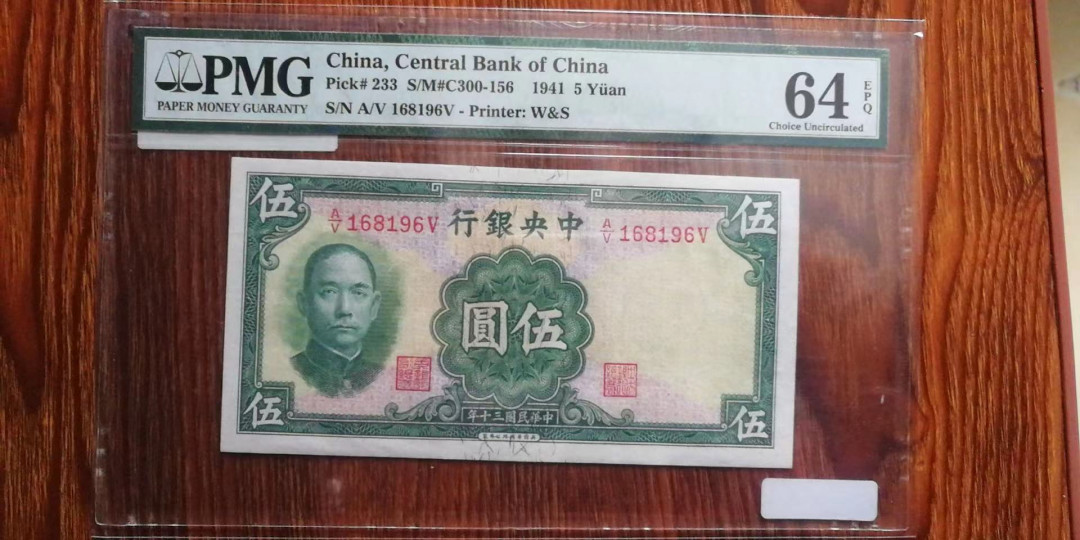 PMG
PAPER MONEY GUARANTY
China, Central Bank of China
Pick# 233 S/M#C300-156 1941 5 Yüan
S/N A/V 168196V - Printer: W&S
64
EPQ
Choice Uncirculated
伍
伍
A/V 168196V
行銀央中
A/V 168196V
圓伍
伍
年十三國民華中
伍